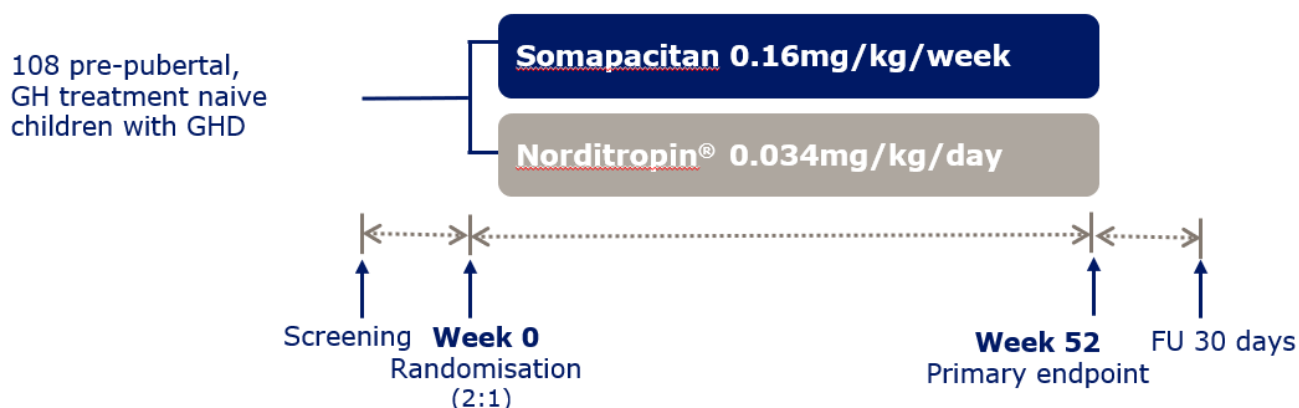 108 pre-pubertal,
GH treatment naive
children with GHD
Somapacitan 0.16mg/kg/week
Norditropin® 0.034mg/kg/day
Screening
Week 0
Randomisation
(2:1)
Week 52
Primary endpoint
FU 30 days